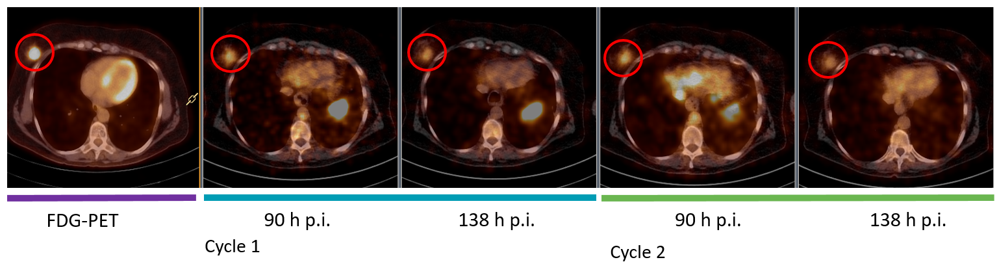 FDG-PET
90 h p.i.
138 h p.i.
90 h p.i.
138 h p.i.
Cycle 1
Cycle 2